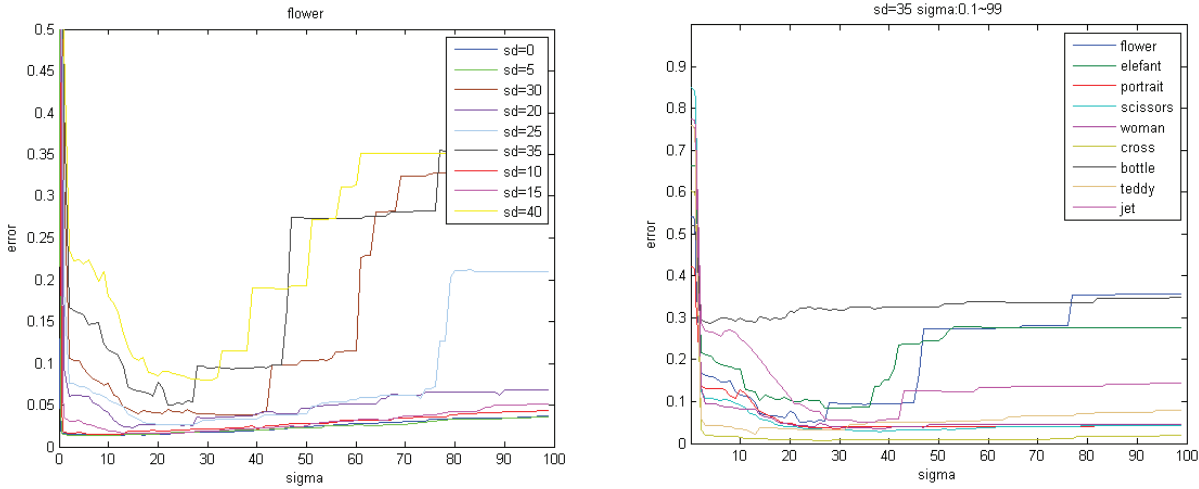 flower
0.5
0.45
0.4
0.35
0.3
0.25
0.2
0.15
0.1
0.05
0
error
0 10 20 30 40 50 60 70 80 90 100
sigma
sd=0
sd=5
sd=30
sd=20
sd=25
sd=35
sd=10
sd=15
sd=40
sd=35 sigma:0.1~99
0.9
0.8
0.7
0.6
0.5
0.4
0.3
0.2
0.1
0
error
10 20 30 40 50 60 70 80 90 100
sigma
flower
elefant
portrait
scissors
woman
cross
bottle
teddy
jet